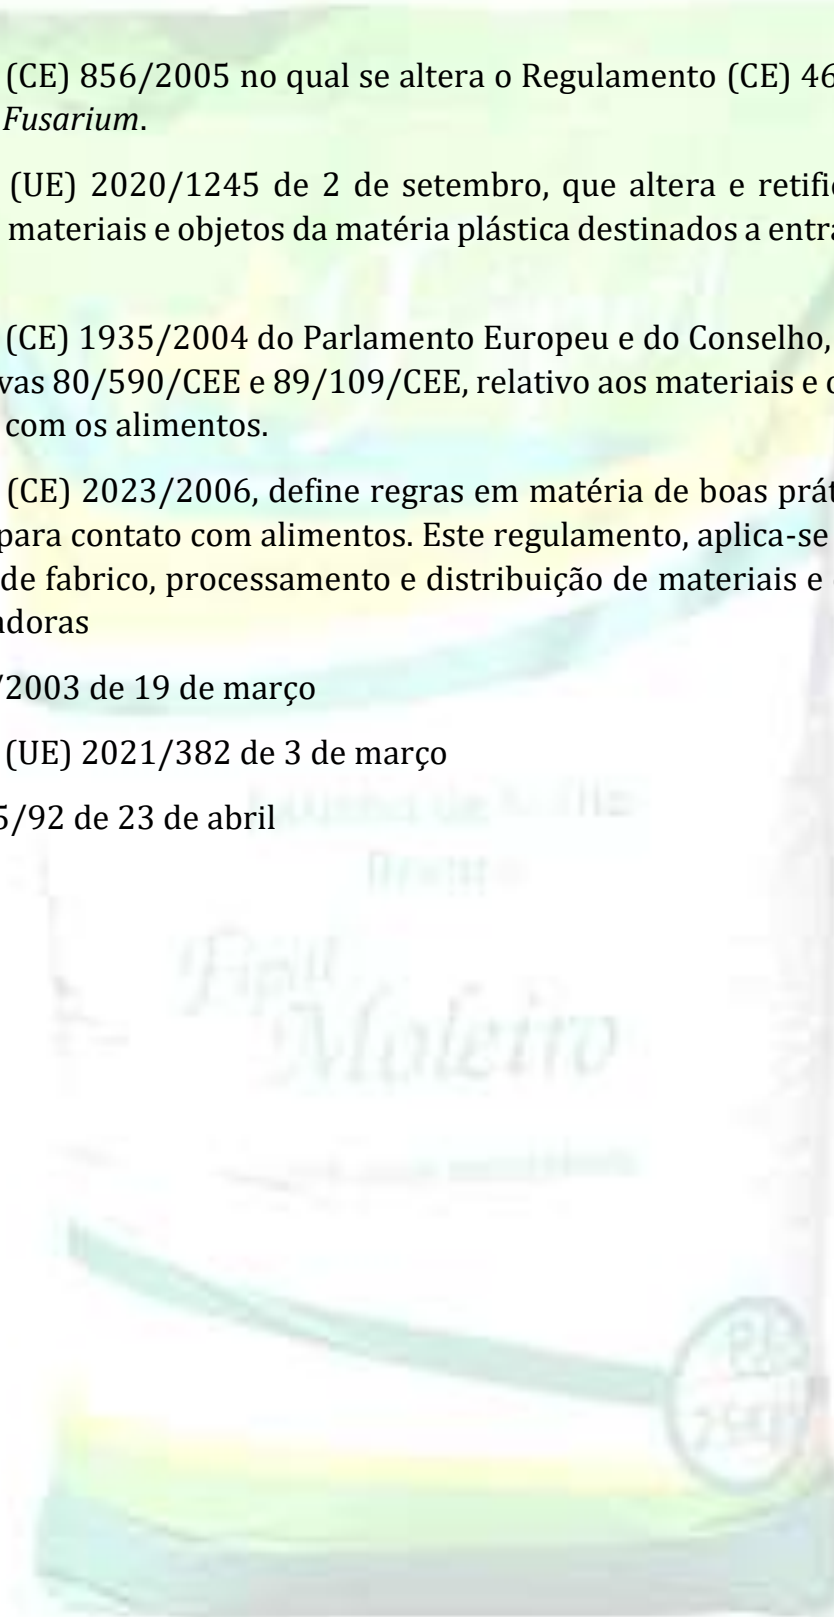 (CE) 856/2005 no qual se altera o Regulamento (CE) 46
Fusarium.
(UE) 2020/1245 de 2 de setembro, que altera e retifi
materiais e objetos da matéria plástica destinados a entra
(CE) 1935/2004 do Parlamento Europeu e do Conselho,
vas 80/590/CEE e 89/109/CEE, relativo aos materiais e o
com os alimentos.
(CE) 2023/2006, define regras em matéria de boas prát
para contato com alimentos. Este regulamento, aplica-se
de fabrico, processamento e distribuição de materiais e
adoras
/2003 de 19 de março
(UE) 2021/382 de 3 de março
5/92 de 23 de abril
Moleiro